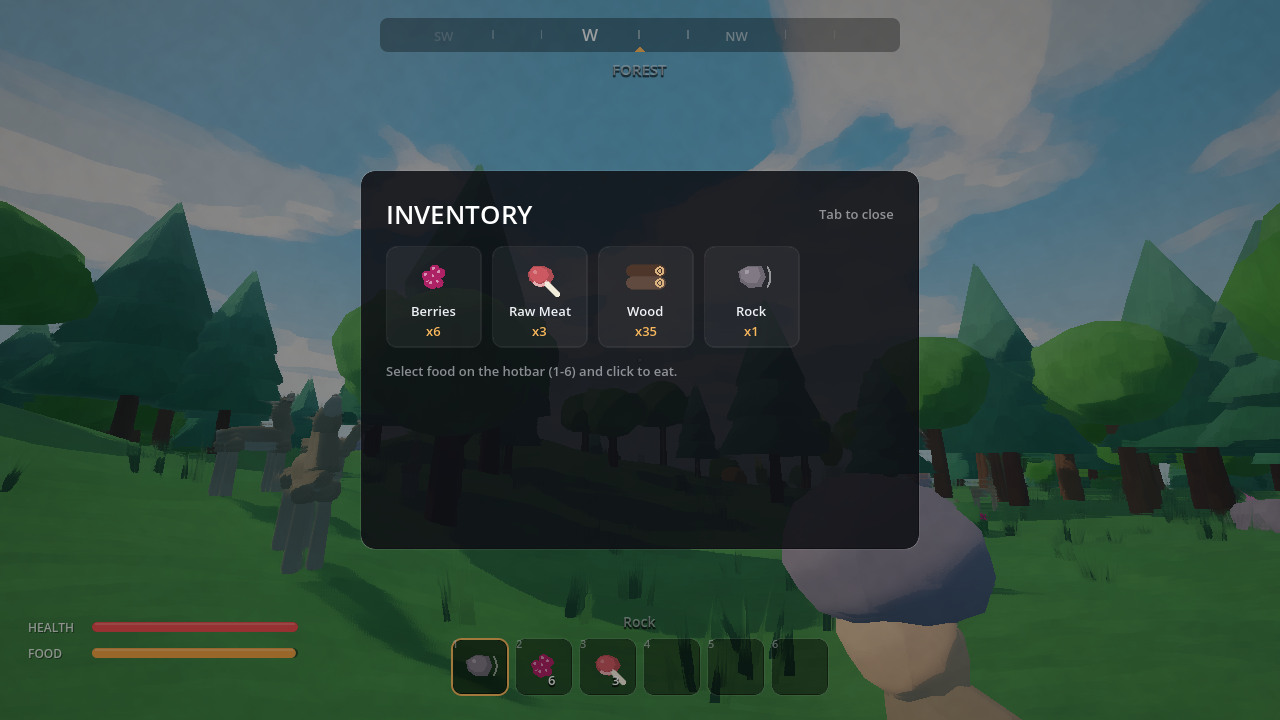 SW W NW
FOREST
INVENTORY
Tab to close
Berries
x6
Raw Meat
x3
Wood
x35
Rock
x1
Select food on the hotbar (1-6) and click to eat.
HEALTH
FOOD
Rock
1
2
6
3
3
4
5
6